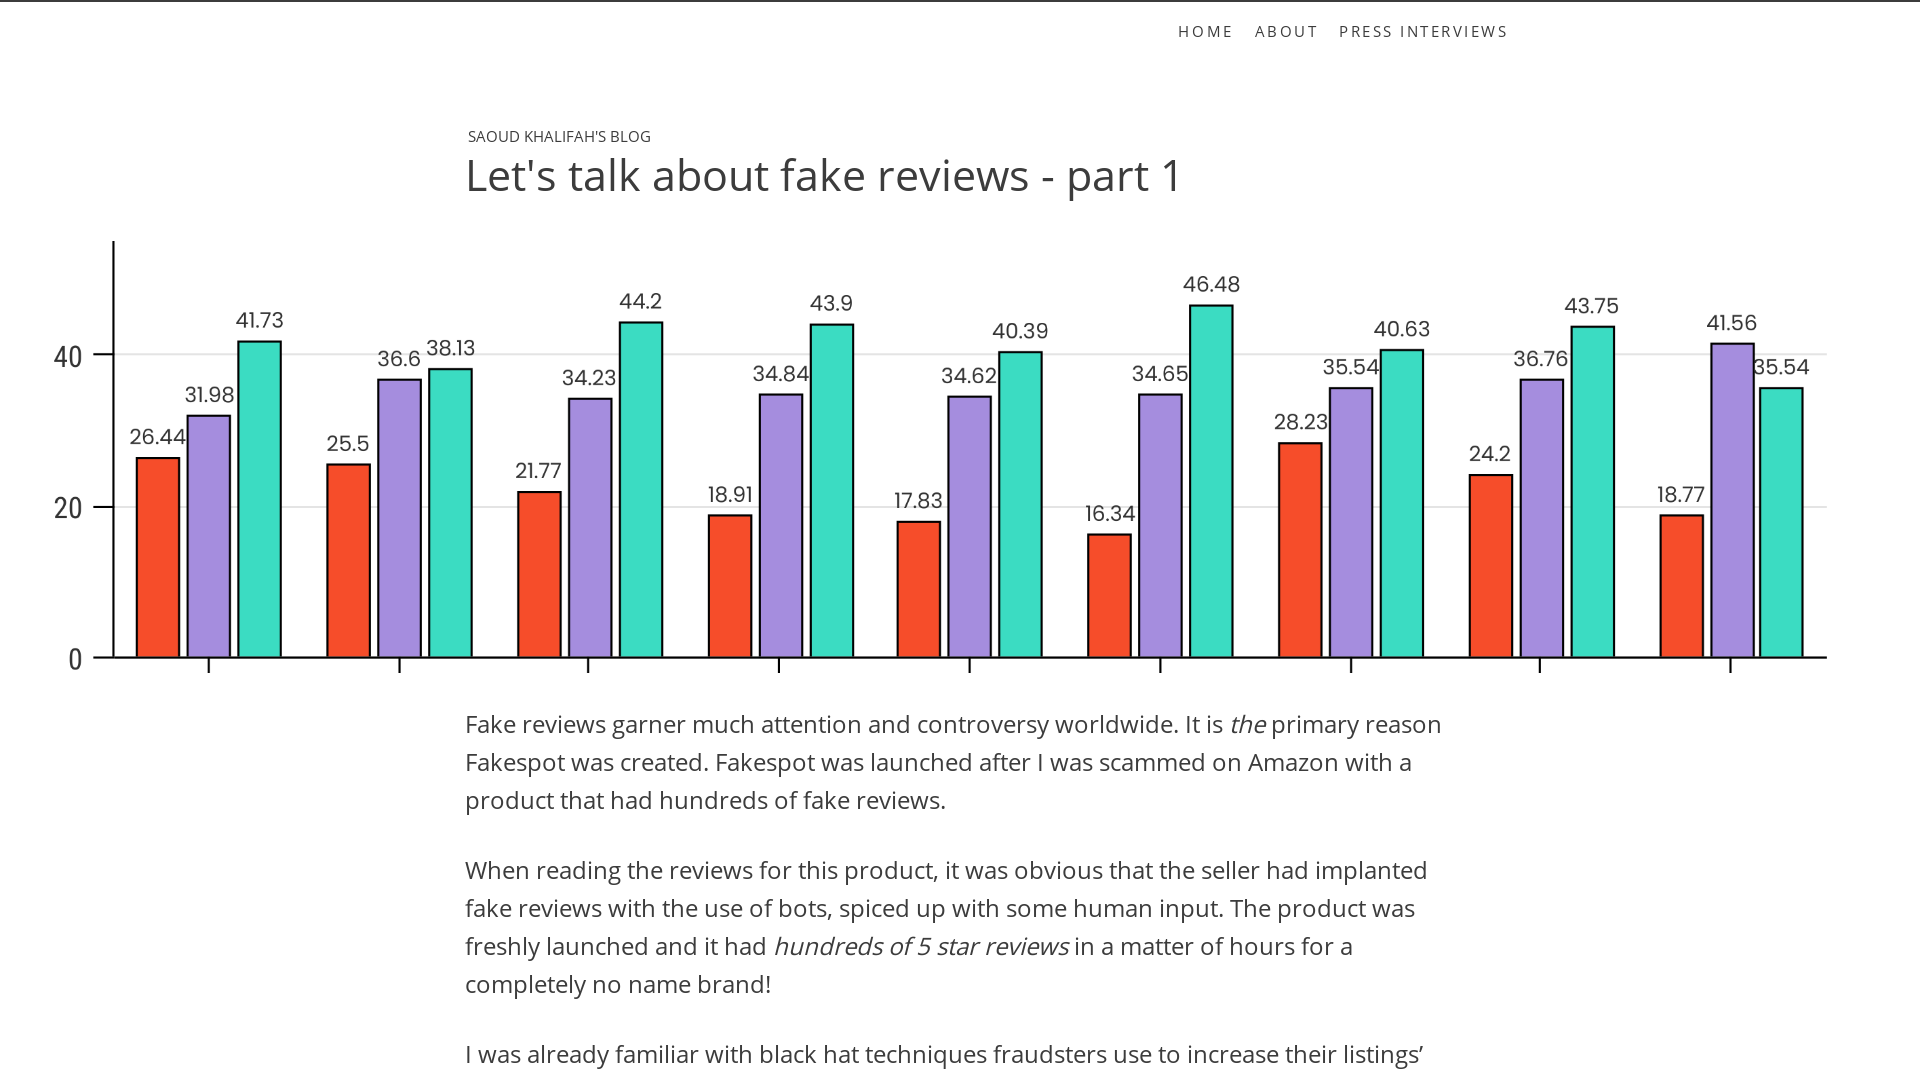 HOME ABOUT PRESS INTERVIEWS
SAOUD KHALIFAH'S BLOG
Let's talk about fake reviews - part 1
40
20
0
26.44 31.98 41.73
25.5 36.6 38.13
21.77 34.23 44.2
18.91 34.84 43.9
17.83 34.62 40.39
16.34 34.65 46.48
28.23 35.54 40.63
24.2 36.76 43.75
18.77 41.56 35.54
Fake reviews garner much attention and controversy worldwide. It is the primary reason
Fakespot was created. Fakespot was launched after I was scammed on Amazon with a
product that had hundreds of fake reviews.
When reading the reviews for this product, it was obvious that the seller had implanted
fake reviews with the use of bots, spiced up with some human input. The product was
freshly launched and it had hundreds of 5 star reviews in a matter of hours for a
completely no name brand!
I was already familiar with black hat techniques fraudsters use to increase their listings’